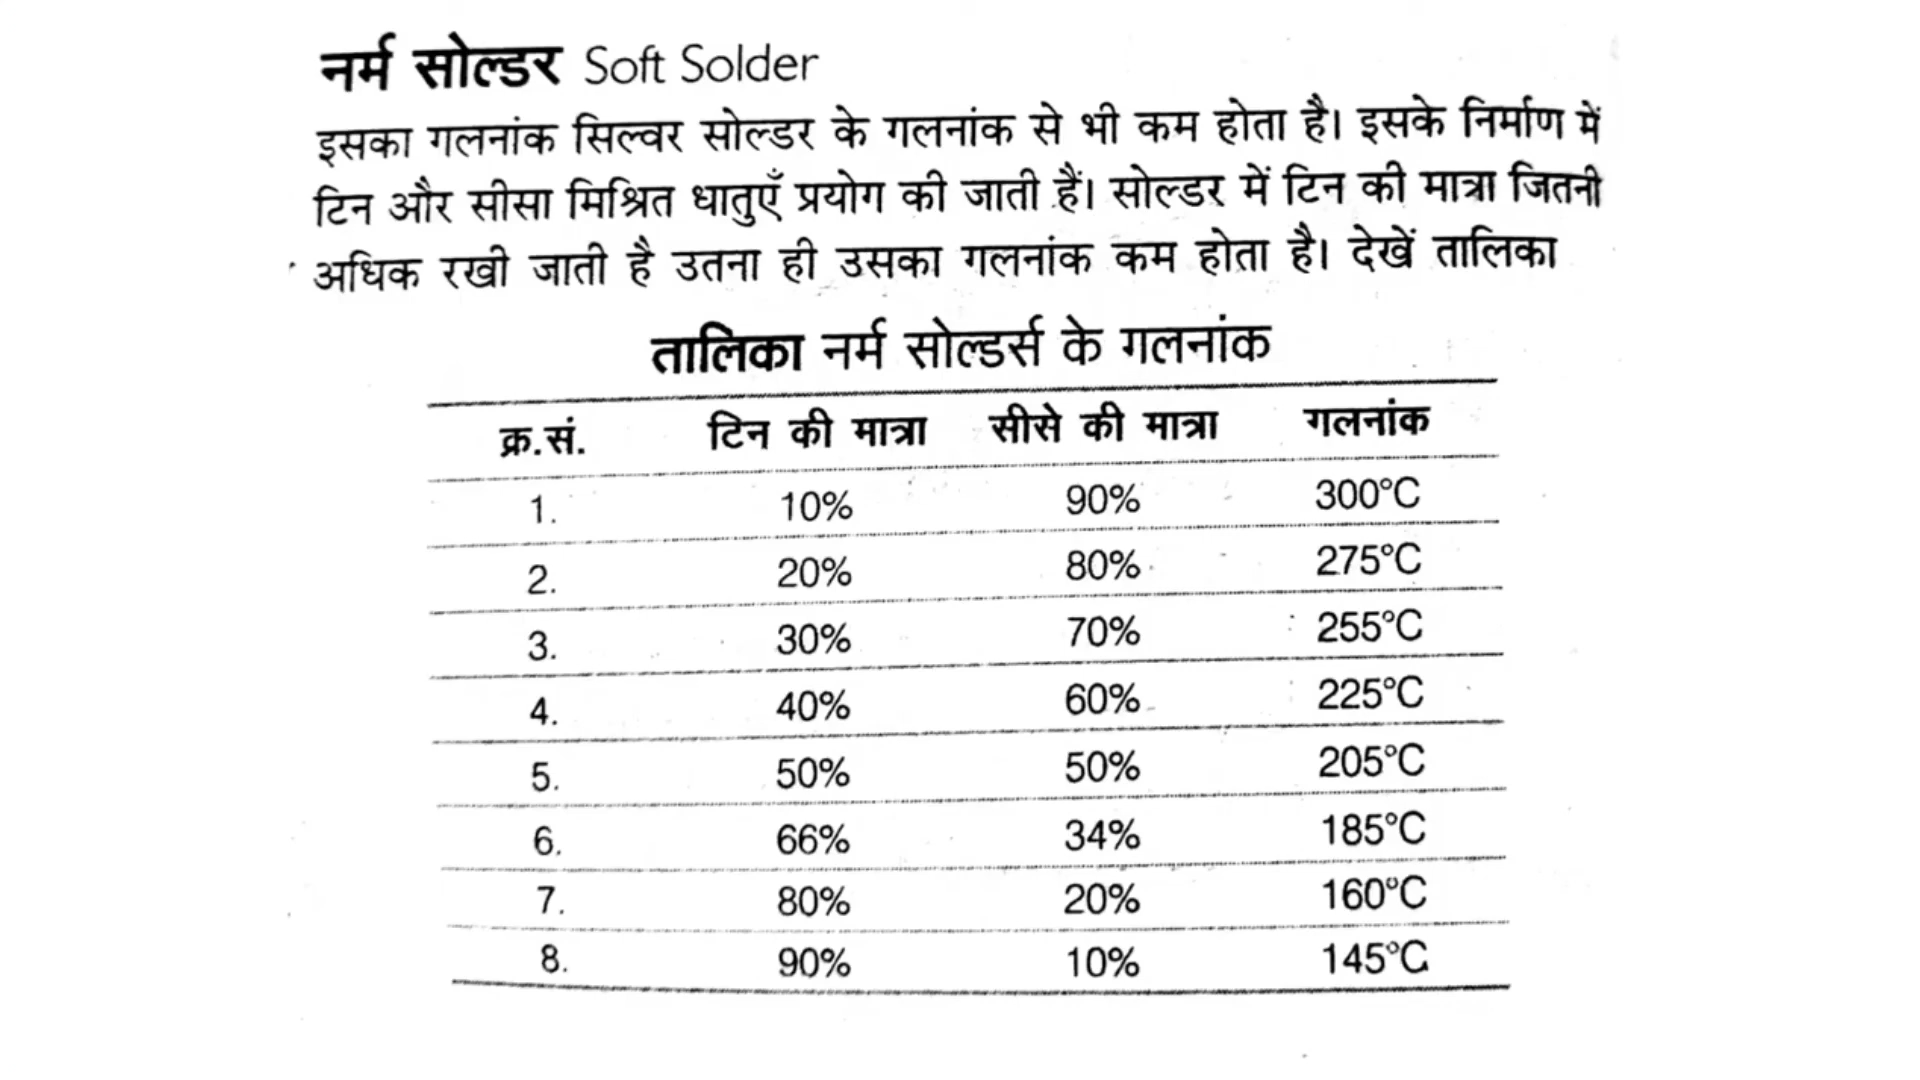 नर्म सोल्डर Soft Solder
इसका गलनांक सिल्वर सोल्डर के गलनांक से भी कम होता है। इसके निर्माण में
टिन और सीसा मिश्रित धातुएँ प्रयोग की जाती हैं। सोल्डर में टिन की मात्रा जितनी
अधिक रखी जाती है उतना ही उसका गलनांक कम होता है। देखें तालिका
तालिका नर्म सोल्डर्स के गलनांक
क्र.सं. टिन की मात्रा सीसे की मात्रा गलनांक
1. 10% 90% 300°C
2. 20% 80% 275°C
3. 30% 70% 255°C
4. 40% 60% 225°C
5. 50% 50% 205°C
6. 66% 34% 185°C
7. 80% 20% 160°C
8. 90% 10% 145°C